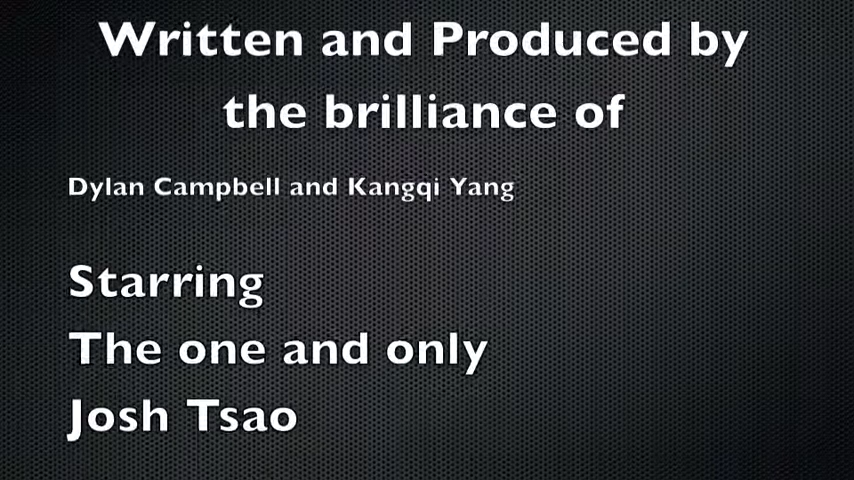 Written and Produced by
the brilliance of
Dylan Campbell and Kangqi Yang
Starring
The one and only
Josh Tsao